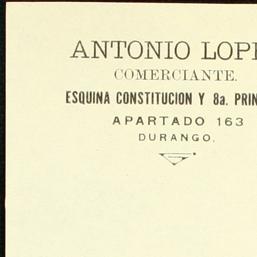 ANTONIO LOPE
COMERCIANTE.
ESQUINA CONSTITUCION Y 8a. PRIN
APARTADO 163
DURANGO.